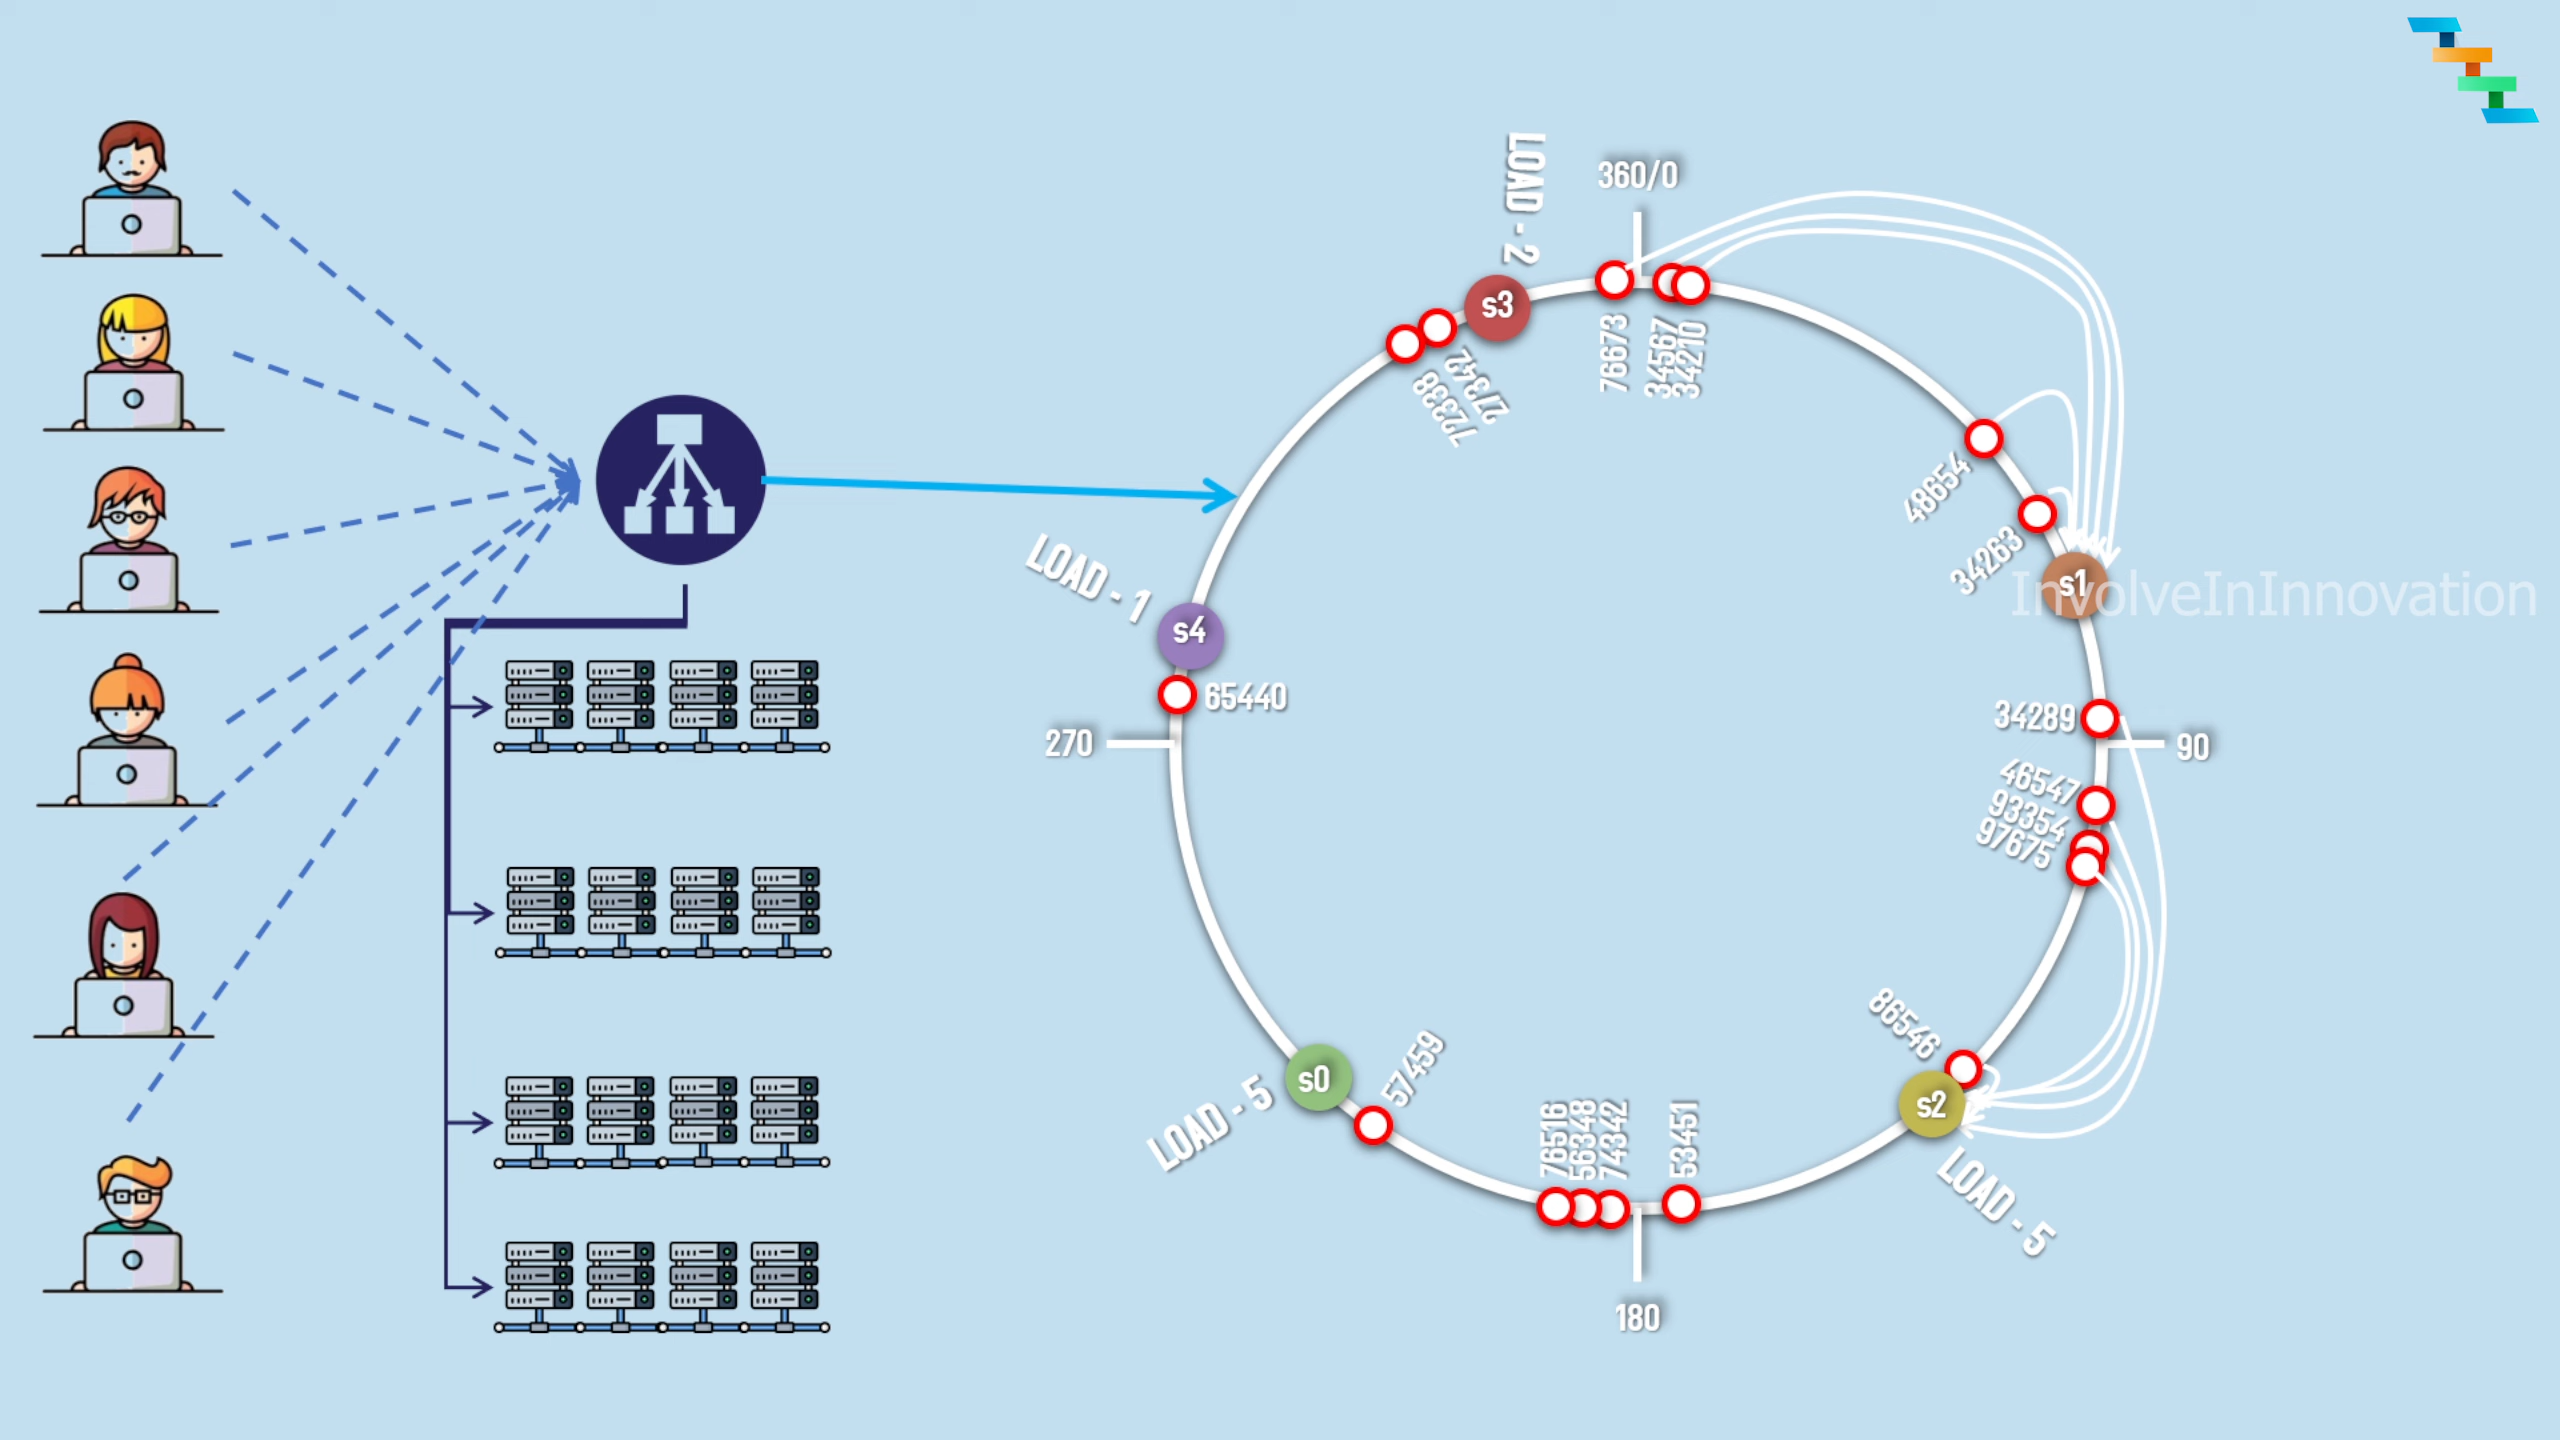 360/0
LOAD - 2
s3
76673
34567
34210
27342
72338
48654
34263
s1
InvolveInInnovation
LOAD - 1
s4
65440
270
34289
90
46547
93354
97675
86546
s2
LOAD - 5
s0
LOAD - 5
57459
76516
56348
74342
53451
180